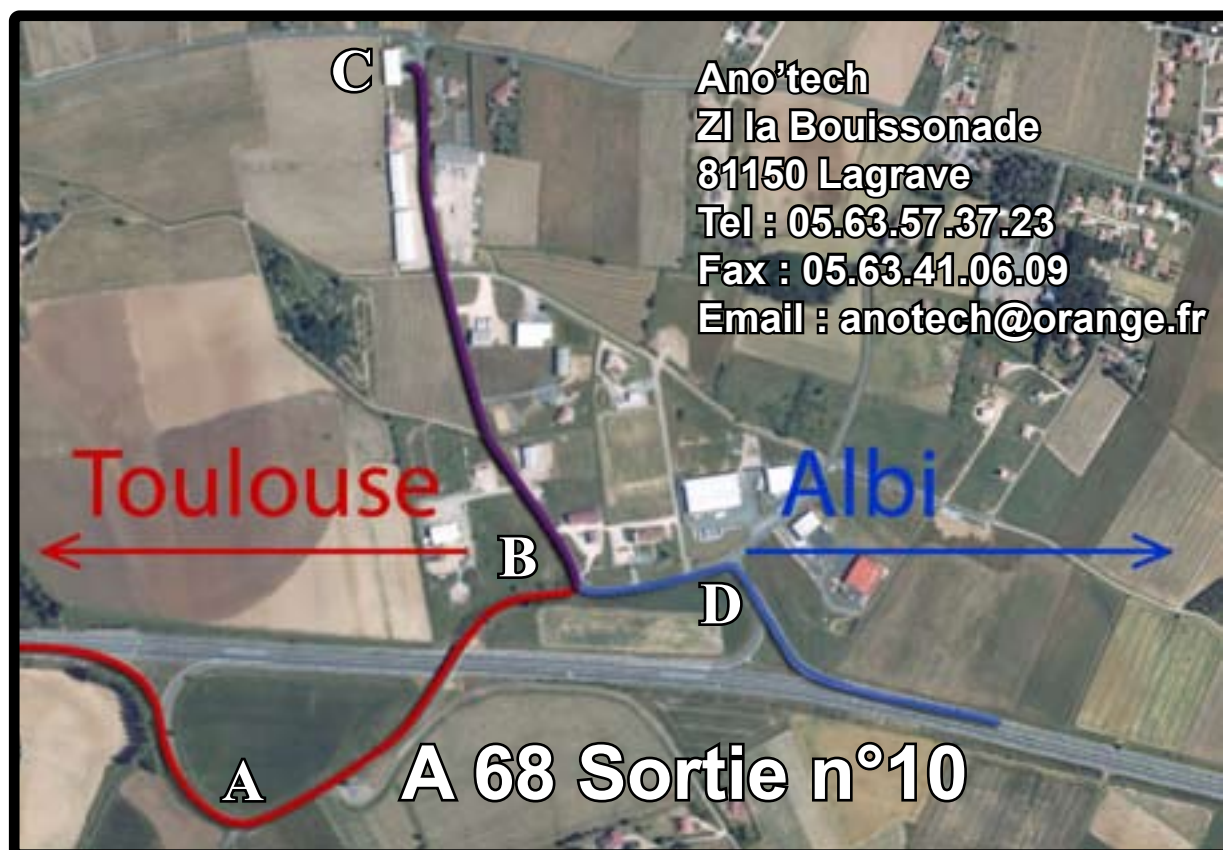 C
Ano'tech
ZI la Bouissonade
81150 Lagrave
Tel : 05.63.57.37.23
Fax : 05.63.41.06.09
Email : anotech@orange.fr
Toulouse
Albi
B
D
A
A 68 Sortie n°10